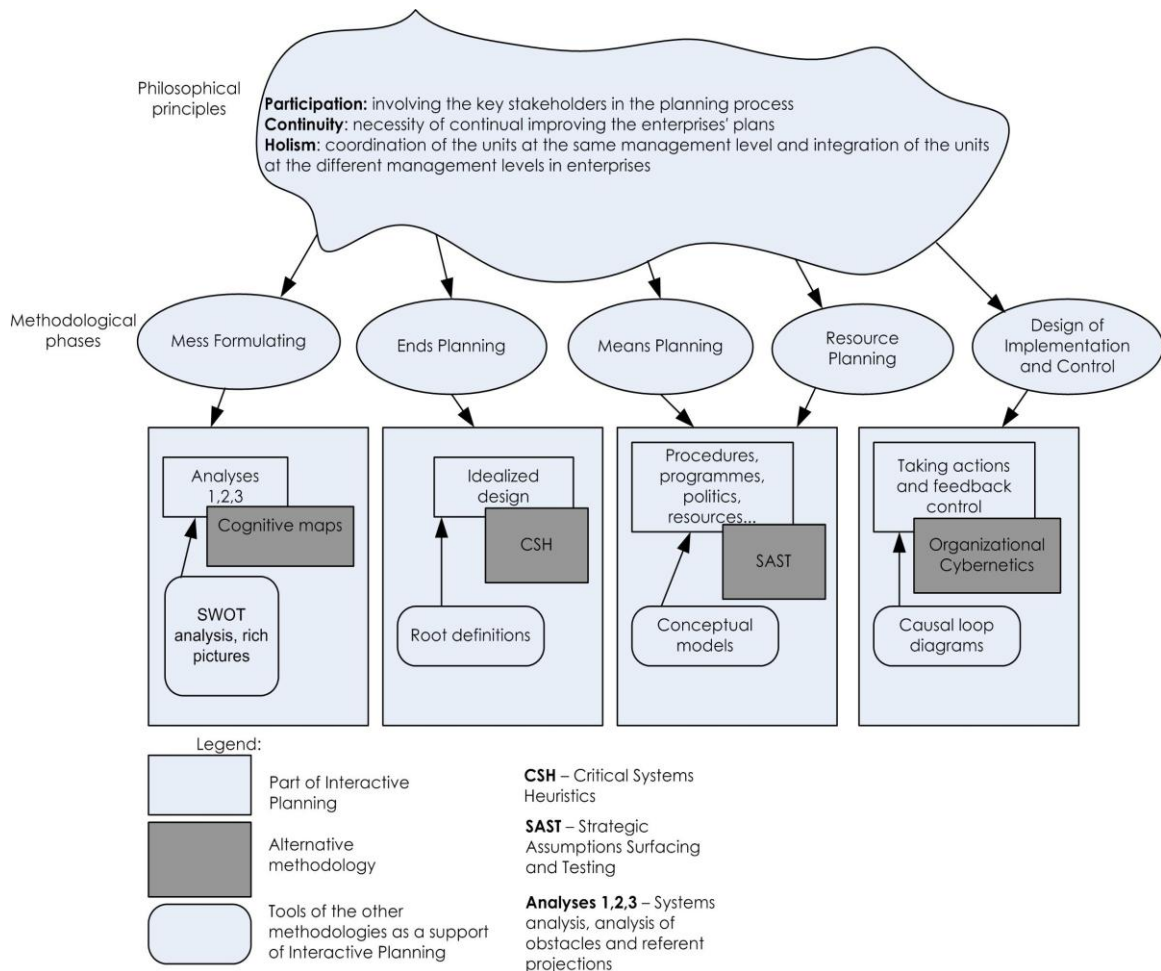 Philosophical
principles
Participation: involving the key stakeholders in the planning process
Continuity: necessity of continual improving the enterprises' plans
Holism: coordination of the units at the same management level and integration of the units
at the different management levels in enterprises
Methodological
phases
Mess Formulating
Ends Planning
Means Planning
Resource
Planning
Design of
Implementation
and Control
Analyses
1,2,3
Cognitive maps
SWOT
analysis, rich
pictures
Idealized
design
CSH
Root definitions
Procedures,
programmes,
politics,
resources...
SAST
Conceptual
models
Taking actions
and feedback
control
Organizational
Cybernetics
Causal loop
diagrams
Legend:
Part of Interactive
Planning
Alternative
methodology
Tools of the other
methodologies as a support
of Interactive Planning
CSH – Critical Systems
Heuristics
SAST – Strategic
Assumptions Surfacing
and Testing
Analyses 1,2,3 – Systems
analysis, analysis of
obstacles and referent
projections